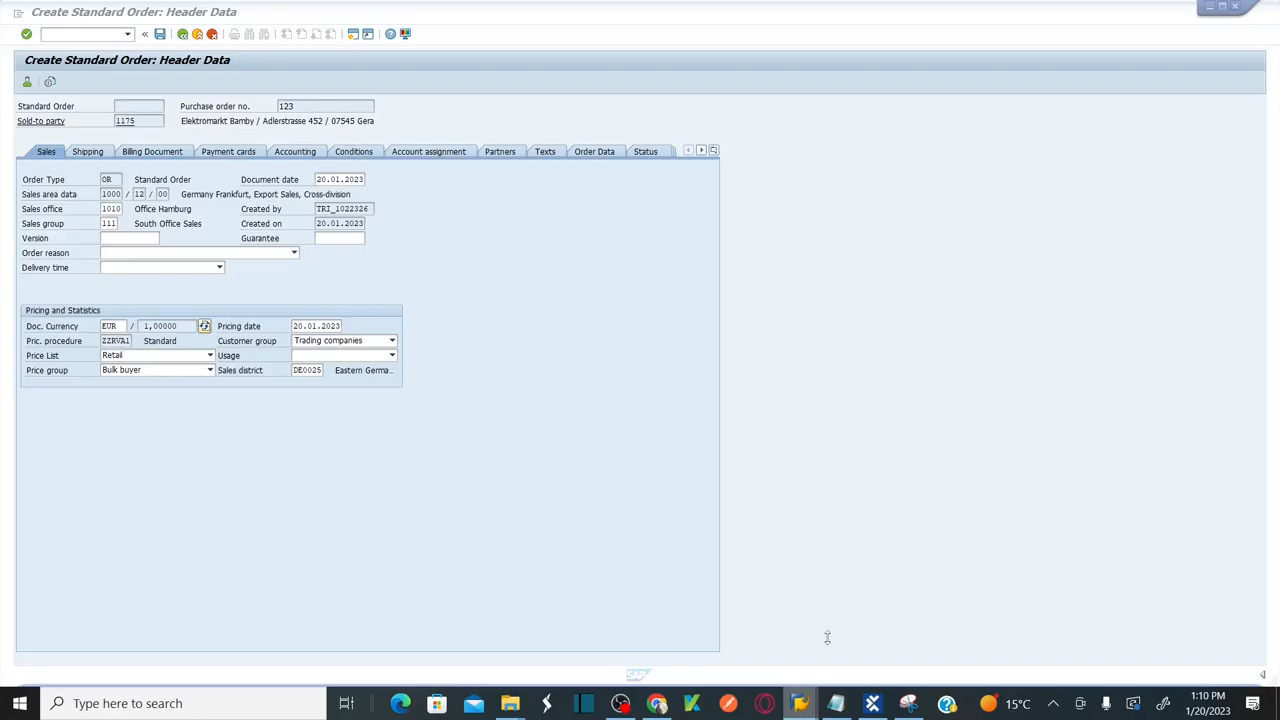 Create Standard Order: Header Data
«
Create Standard Order: Header Data
Standard Order Purchase order no. 123
Sold-to party 1175 Elektromarkt Bamby / Adlerstrasse 452 / 07545 Gera
Sales Shipping Billing Document Payment cards Accounting Conditions Account assignment Partners Texts Order Data Status
Order Type OR Standard Order Document date 20.01.2023
Sales area data 1000 / 12 / 00 Germany Frankfurt, Export Sales, Cross-division
Sales office 1010 Office Hamburg Created by TRI_1022326
Sales group 111 South Office Sales Created on 20.01.2023
Version Guarantee
Order reason
Delivery time
Pricing and Statistics
Doc. Currency EUR / 1,00000 Pricing date 20.01.2023
Pric. procedure ZZRVA1 Standard Customer group Trading companies
Price List Retail Usage
Price group Bulk buyer Sales district DE0025 Eastern Germa..
SAP
Type here to search 15°C 1:10 PM
1/20/2023